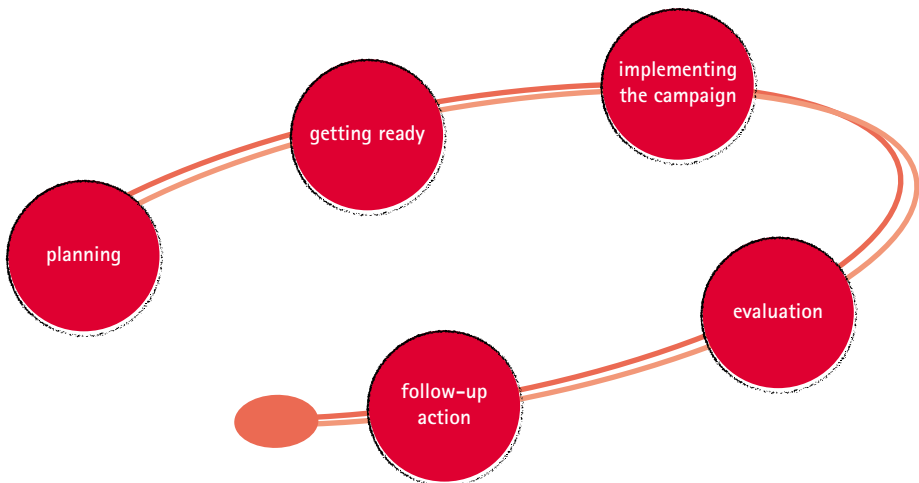 planning
getting ready
implementing
the campaign
evaluation
follow-up
action